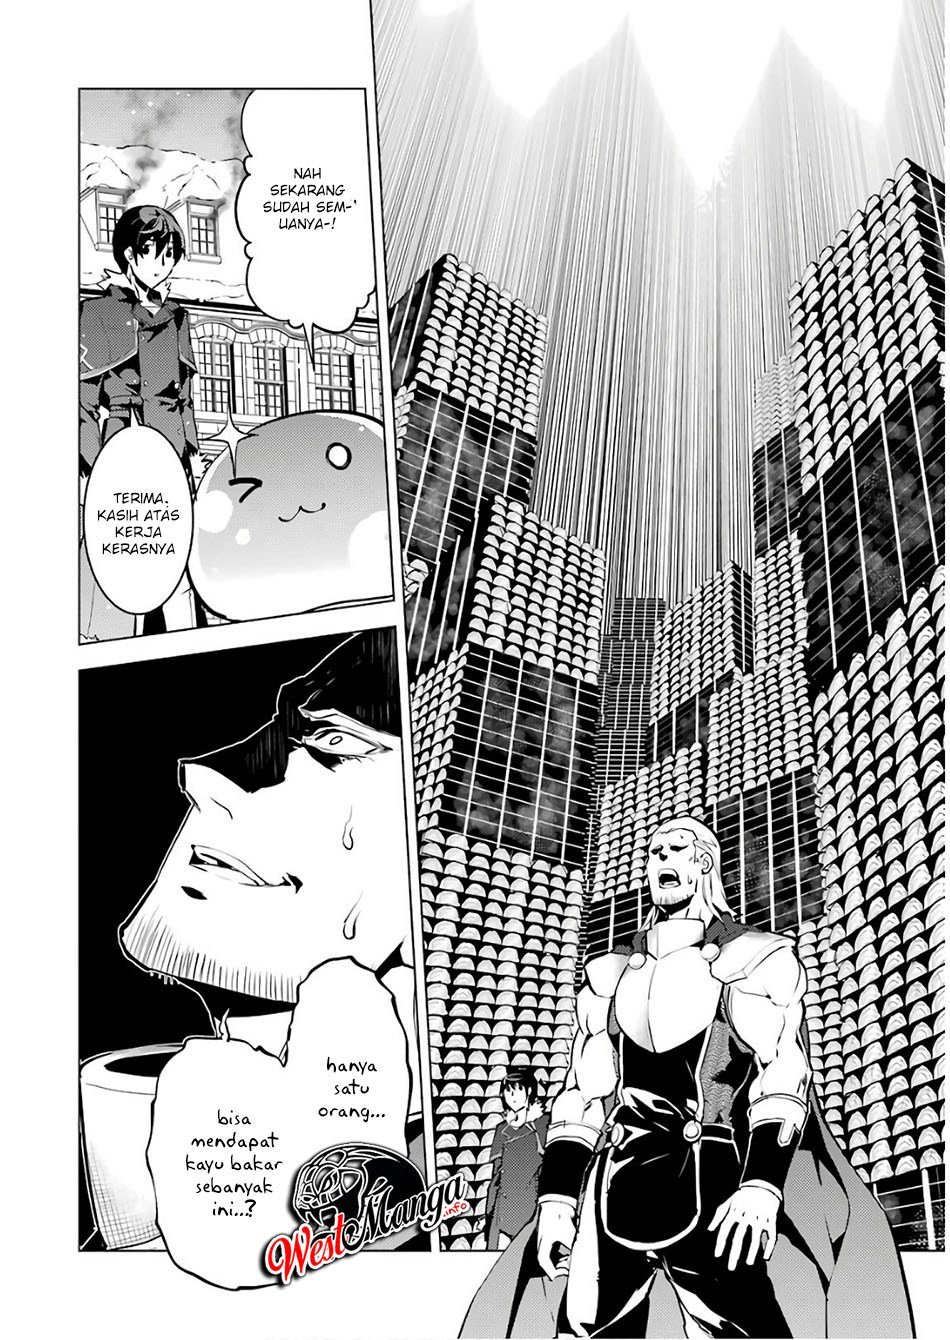 NAH
SEKARANG
SUDAH SEM-'
UANYA-!
TERIMA,
KASIH ATAS
KERJA
KERASNYA
hanya
satu
orang...
bisa
mendapat
kayu bakar
sebanyak
ini...?
WestManga
.info